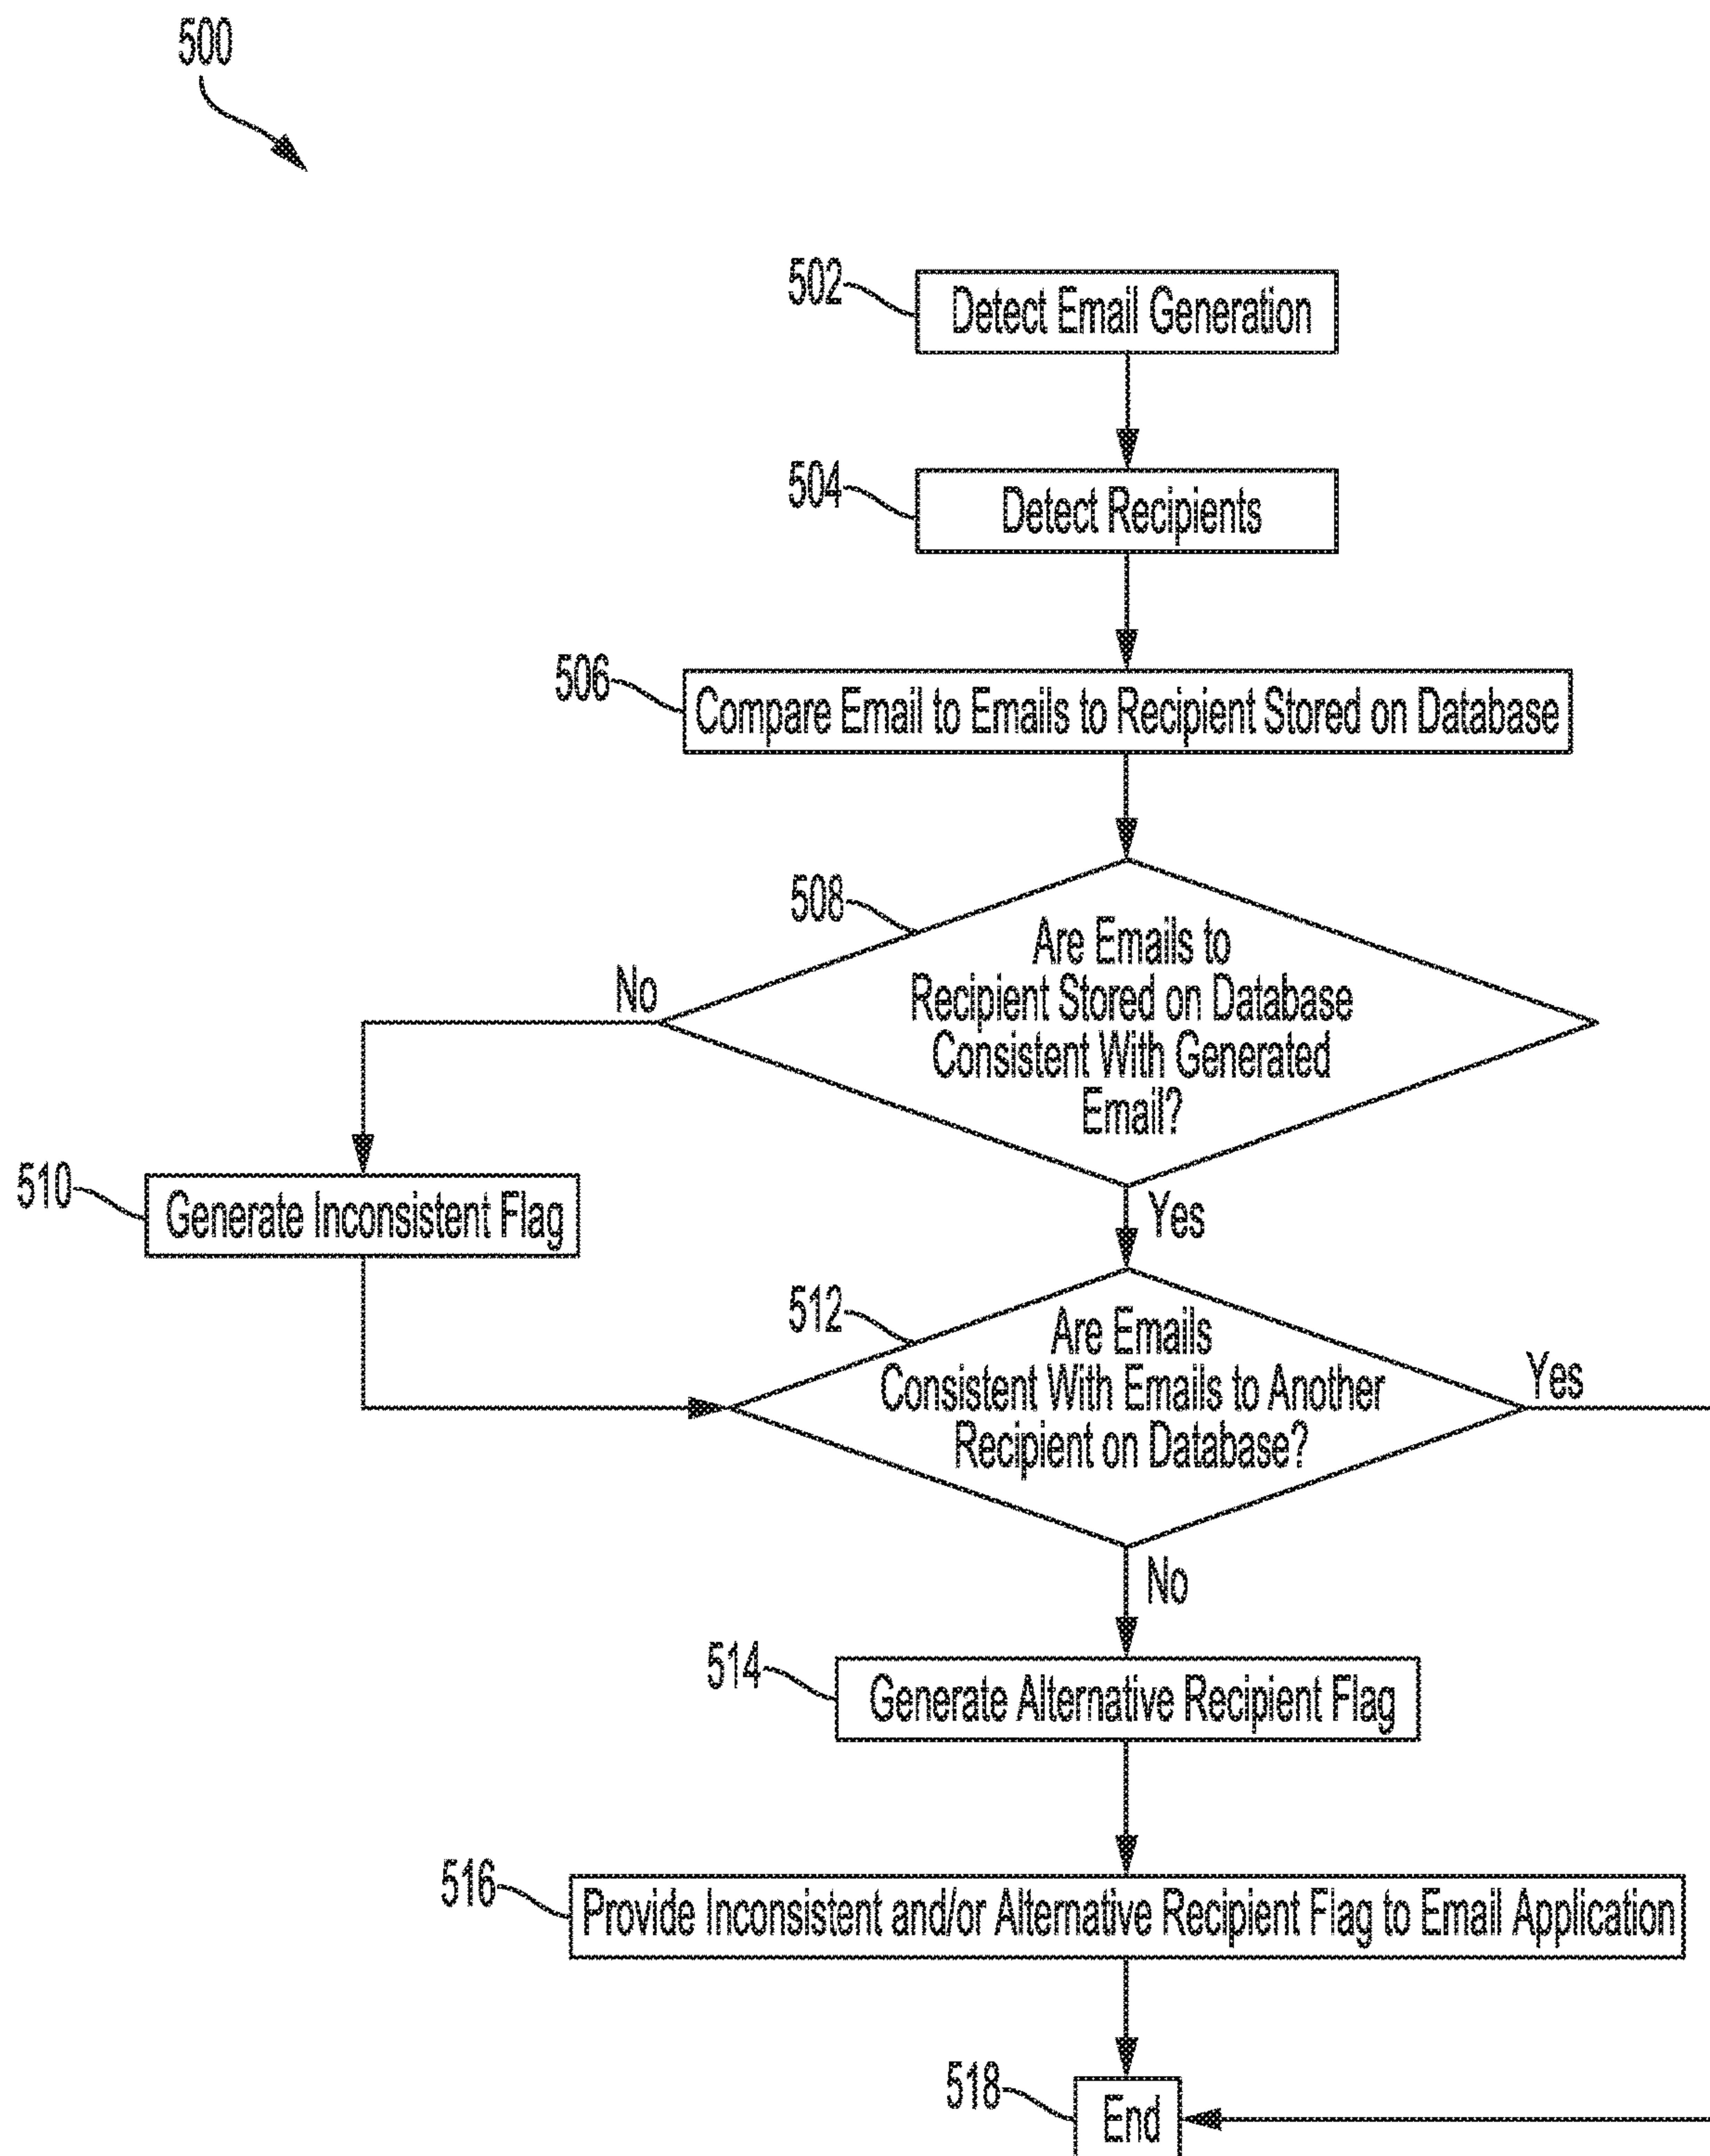 500
502
Detect Email Generation
504
Detect Recipients
506
Compare Email to Emails to Recipient Stored on Database
508
Are Emails to
Recipient Stored on Database
Consistent With Generated
Email?
No
Yes
510
Generate Inconsistent Flag
512
Are Emails
Consistent With Emails to Another
Recipient on Database?
Yes
No
514
Generate Alternative Recipient Flag
516
Provide Inconsistent and/or Alternative Recipient Flag to Email Application
518
End